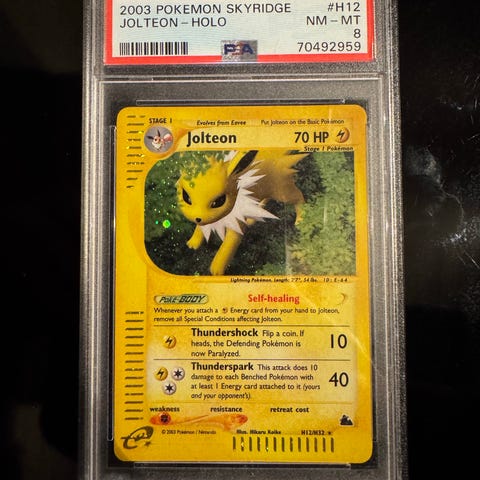 2003 POKEMON SKYRIDGE #H12
JOLTEON - HOLO NM - MT
8
PSA 70492959
STAGE 1 Evolves from Eevee Put Jolteon on the Basic Pokémon
Jolteon 70 HP
Stage 1 Pokémon
Lightning Pokémon. Length: 2'7", 54 lbs.
Poké-BODY Self-healing
Whenever you attach a Energy card from your hand to Jolteon,
remove all Special Conditions affecting Jolteon.
Thundershock Flip a coin. If
heads, the Defending Pokémon is 10
now Paralyzed.
Thunderspark This attack does 10
damage to each Benched Pokémon with
at least 1 Energy card attached to it (yours 40
and your opponent's).
weakness resistance retreat cost
© 2003 Pokémon / Nintendo Illus. Hikaru Koike H12/H32